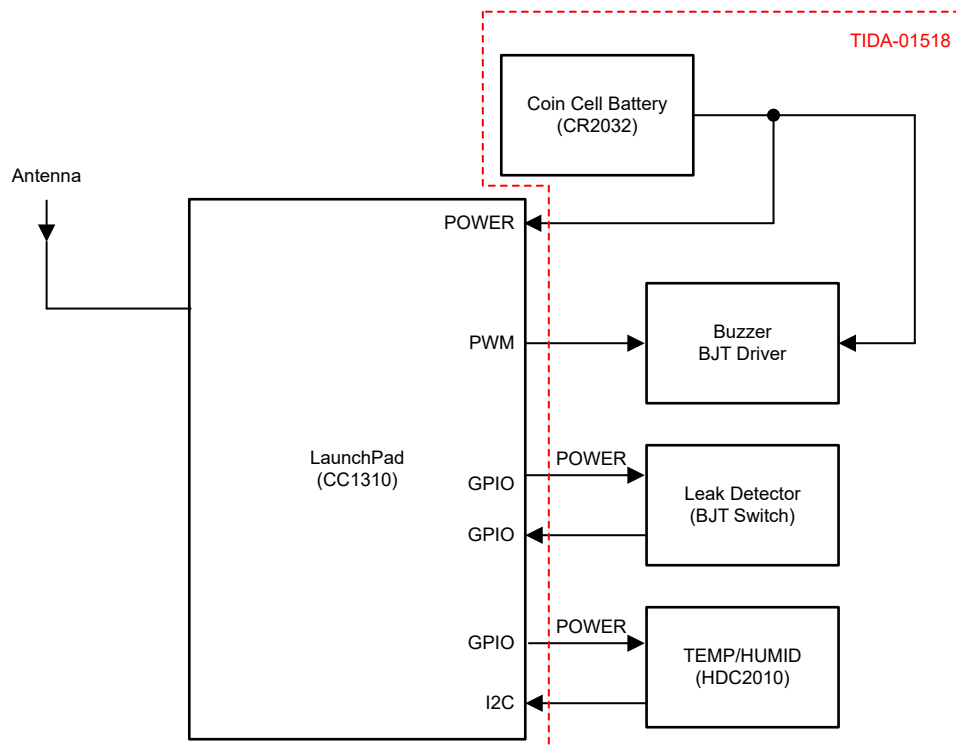 TIDA-01518
Coin Cell Battery
(CR2032)
Antenna
POWER
PWM
Buzzer
BJT Driver
LaunchPad
(CC1310)
GPIO
POWER
Leak Detector
(BJT Switch)
GPIO
GPIO
POWER
TEMP/HUMID
(HDC2010)
I2C